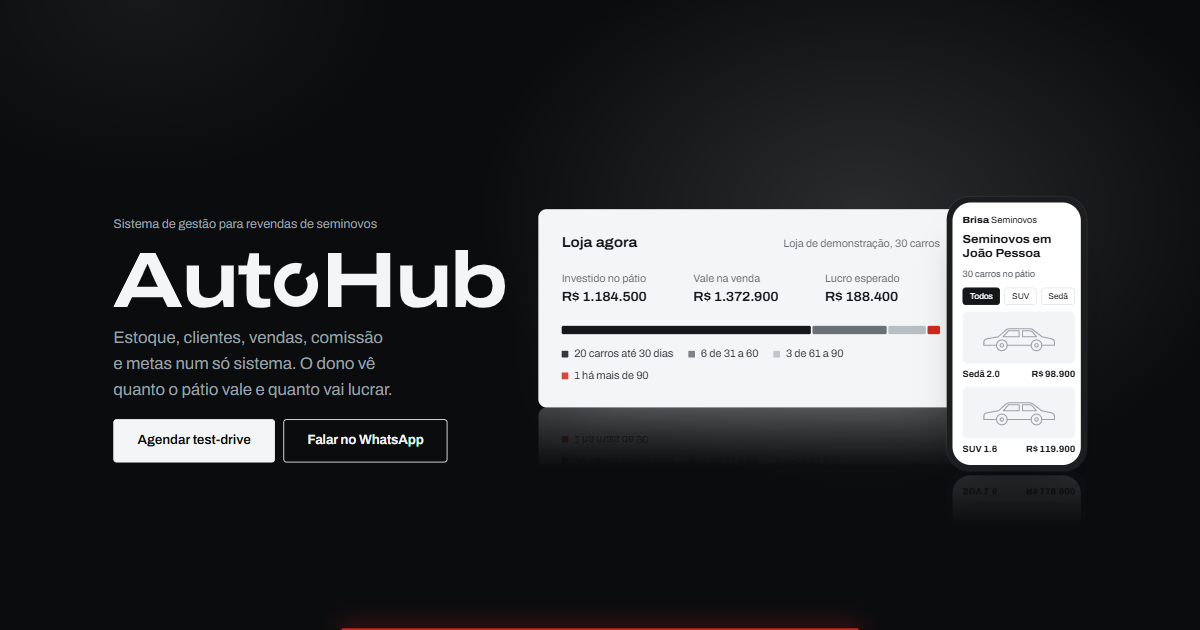 Sistema de gestão para revendas de seminovos
AutoHub
Estoque, clientes, vendas, comissão
e metas num só sistema. O dono vê
quanto o pátio vale e quanto vai lucrar.
Agendar test-drive
Falar no WhatsApp
Loja agora
Loja de demonstração, 30 carros
Investido no pátio
R$ 1.184.500
Vale na venda
R$ 1.372.900
Lucro esperado
R$ 188.400
20 carros até 30 dias
6 de 31 a 60
3 de 61 a 90
1 há mais de 90
Brisa Seminovos
Seminovos em
João Pessoa
30 carros no pátio
Todos
SUV
Sedã
Sedã 2.0
R$ 98.900
SUV 1.6
R$ 119.900